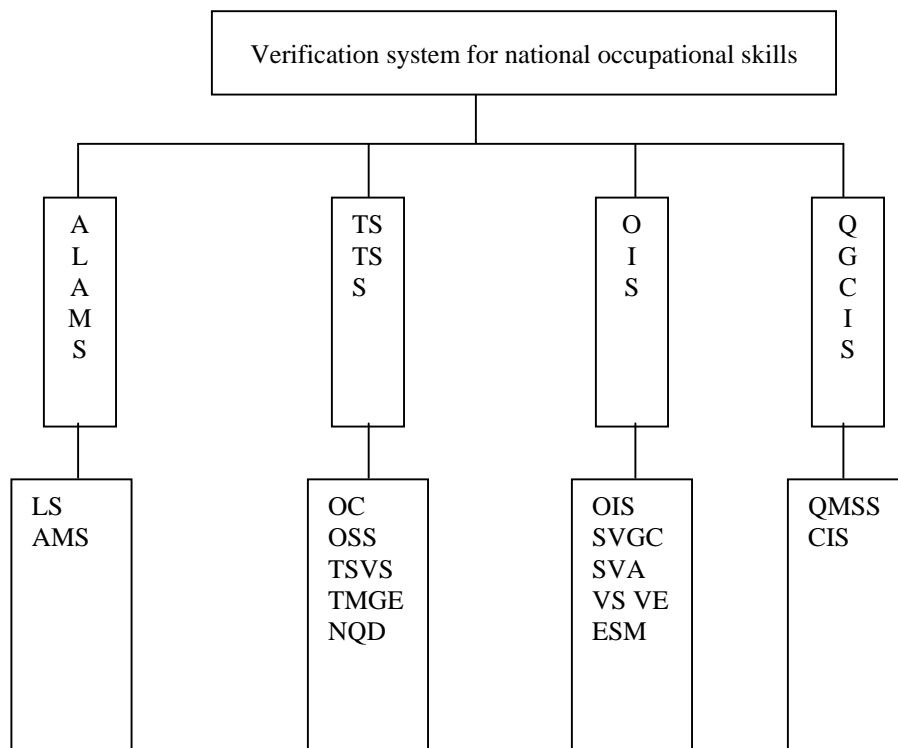 Verification system for national occupational skills
A
L
A
M
S
TS
TS
S
O
I
S
Q
G
C
I
S
LS
AMS
OC
OSS
TSVS
TMGE
NQD
OIS
SVGC
SVA
VS VE
ESM
QMSS
CIS